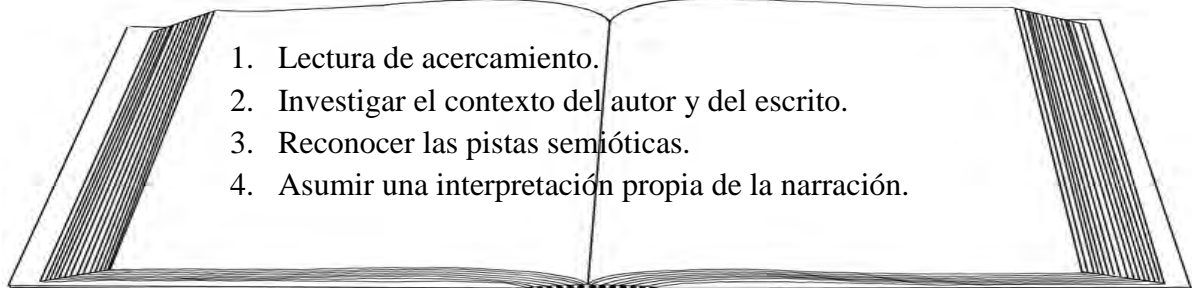 1. Lectura de acercamiento.
2. Investigar el contexto del autor y del escrito.
3. Reconocer las pistas semióticas.
4. Asumir una interpretación propia de la narración.